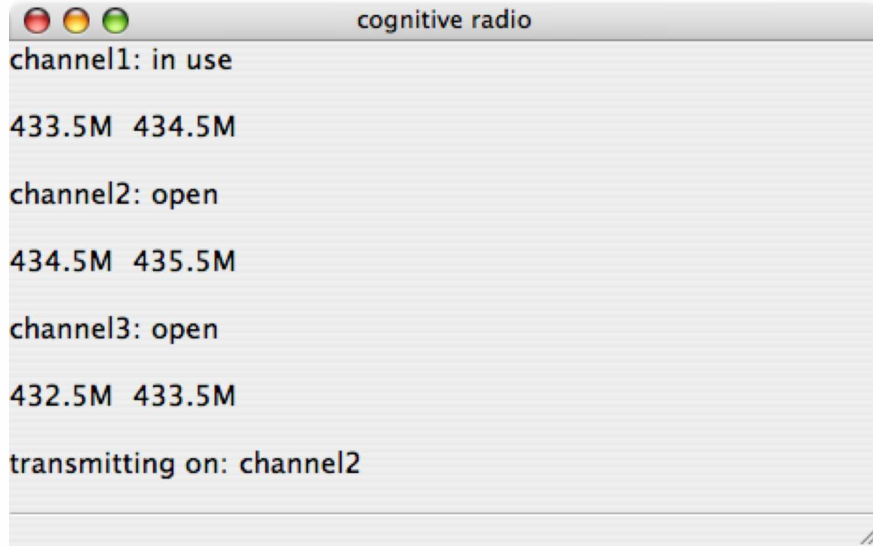 cognitive radio
channel1: in use
433.5M 434.5M
channel2: open
434.5M 435.5M
channel3: open
432.5M 433.5M
transmitting on: channel2